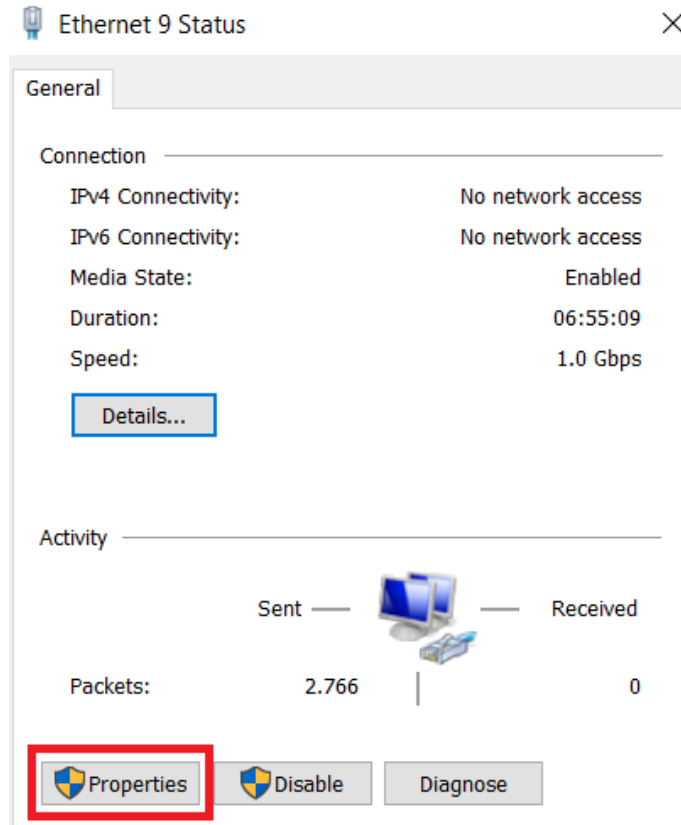 Ethernet 9 Status
General
Connection
IPv4 Connectivity: No network access
IPv6 Connectivity: No network access
Media State: Enabled
Duration: 06:55:09
Speed: 1.0 Gbps
Details...
Activity
Sent Received
Packets: 2.766 0
Properties Disable Diagnose